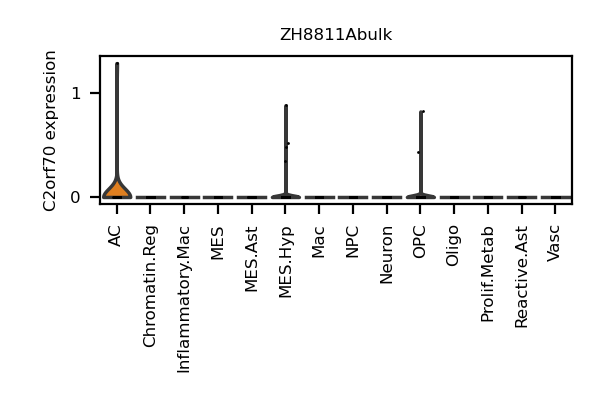 ZH8811Abulk
C2orf70 expression
1
0
AC
Chromatin.Reg
Inflammatory.Mac
MES
MES.Ast
MES.Hyp
Mac
NPC
Neuron
OPC
Oligo
Prolif.Metab
Reactive.Ast
Vasc